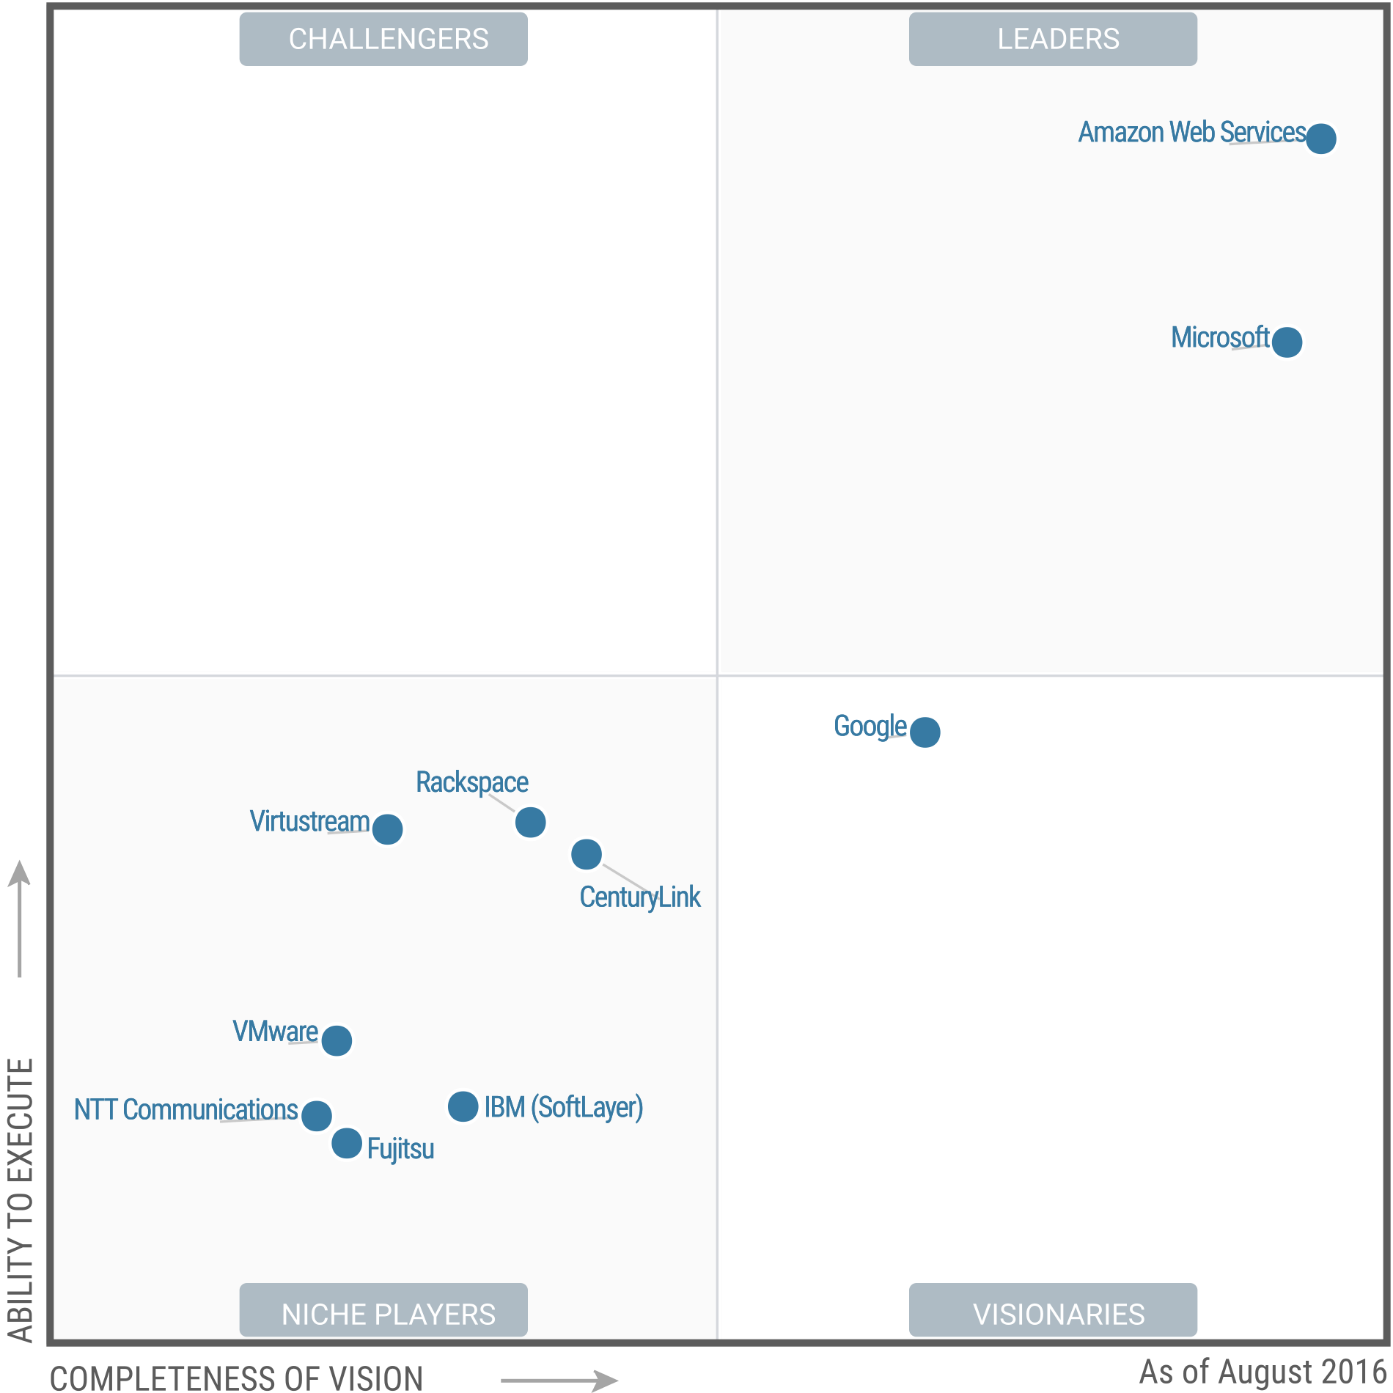 CHALLENGERS
LEADERS
Amazon Web Services
Microsoft
Google
Rackspace
Virtustream
CenturyLink
VMware
NTT Communications
IBM (SoftLayer)
Fujitsu
NICHE PLAYERS
VISIONARIES
ABILITY TO EXECUTE
COMPLETENESS OF VISION
As of August 2016